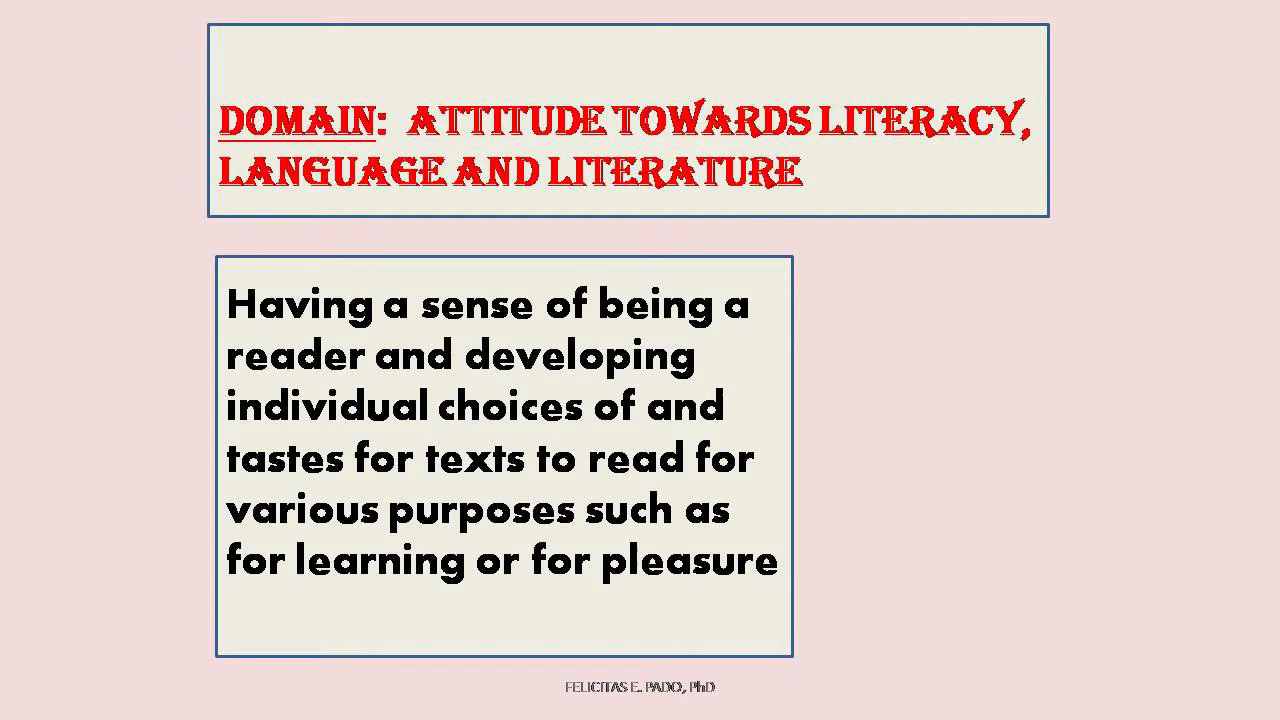 DOMAIN: ATTITUDE TOWARDS LITERACY,
LANGUAGE AND LITERATURE
Having a sense of being a
reader and developing
individual choices of and
tastes for texts to read for
various purposes such as
for learning or for pleasure
FELICITAS E. PADO, PhD